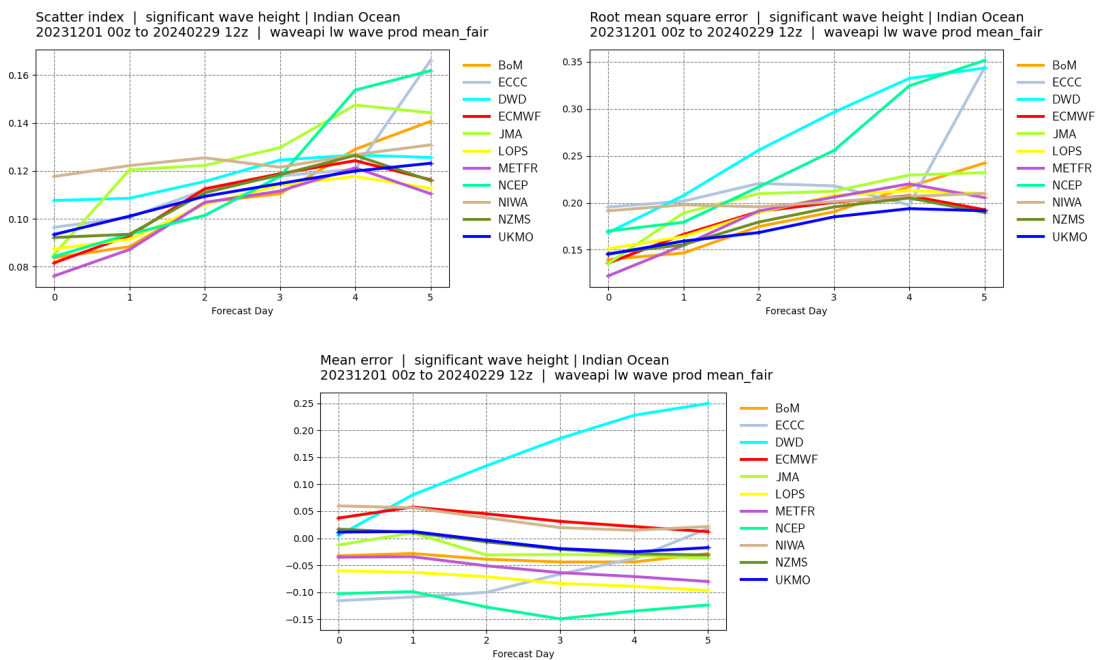 Scatter index | significant wave height | Indian Ocean
20231201 00z to 20240229 12z | waveapi lw wave prod mean_fair
0.16
0.14
0.12
0.10
0.08
0
1
2
3
4
5
Forecast Day
BoM
ECCC
DWD
ECMWF
JMA
LOPS
METFR
NCEP
NIWA
NZMS
UKMO
Root mean square error | significant wave height | Indian Ocean
20231201 00z to 20240229 12z | waveapi lw wave prod mean_fair
0.35
0.30
0.25
0.20
0.15
0
1
2
3
4
5
Forecast Day
BoM
ECCC
DWD
ECMWF
JMA
LOPS
METFR
NCEP
NIWA
NZMS
UKMO
Mean error | significant wave height | Indian Ocean
20231201 00z to 20240229 12z | waveapi lw wave prod mean_fair
0.25
0.20
0.15
0.10
0.05
0.00
−0.05
−0.10
−0.15
0
1
2
3
4
5
Forecast Day
BoM
ECCC
DWD
ECMWF
JMA
LOPS
METFR
NCEP
NIWA
NZMS
UKMO